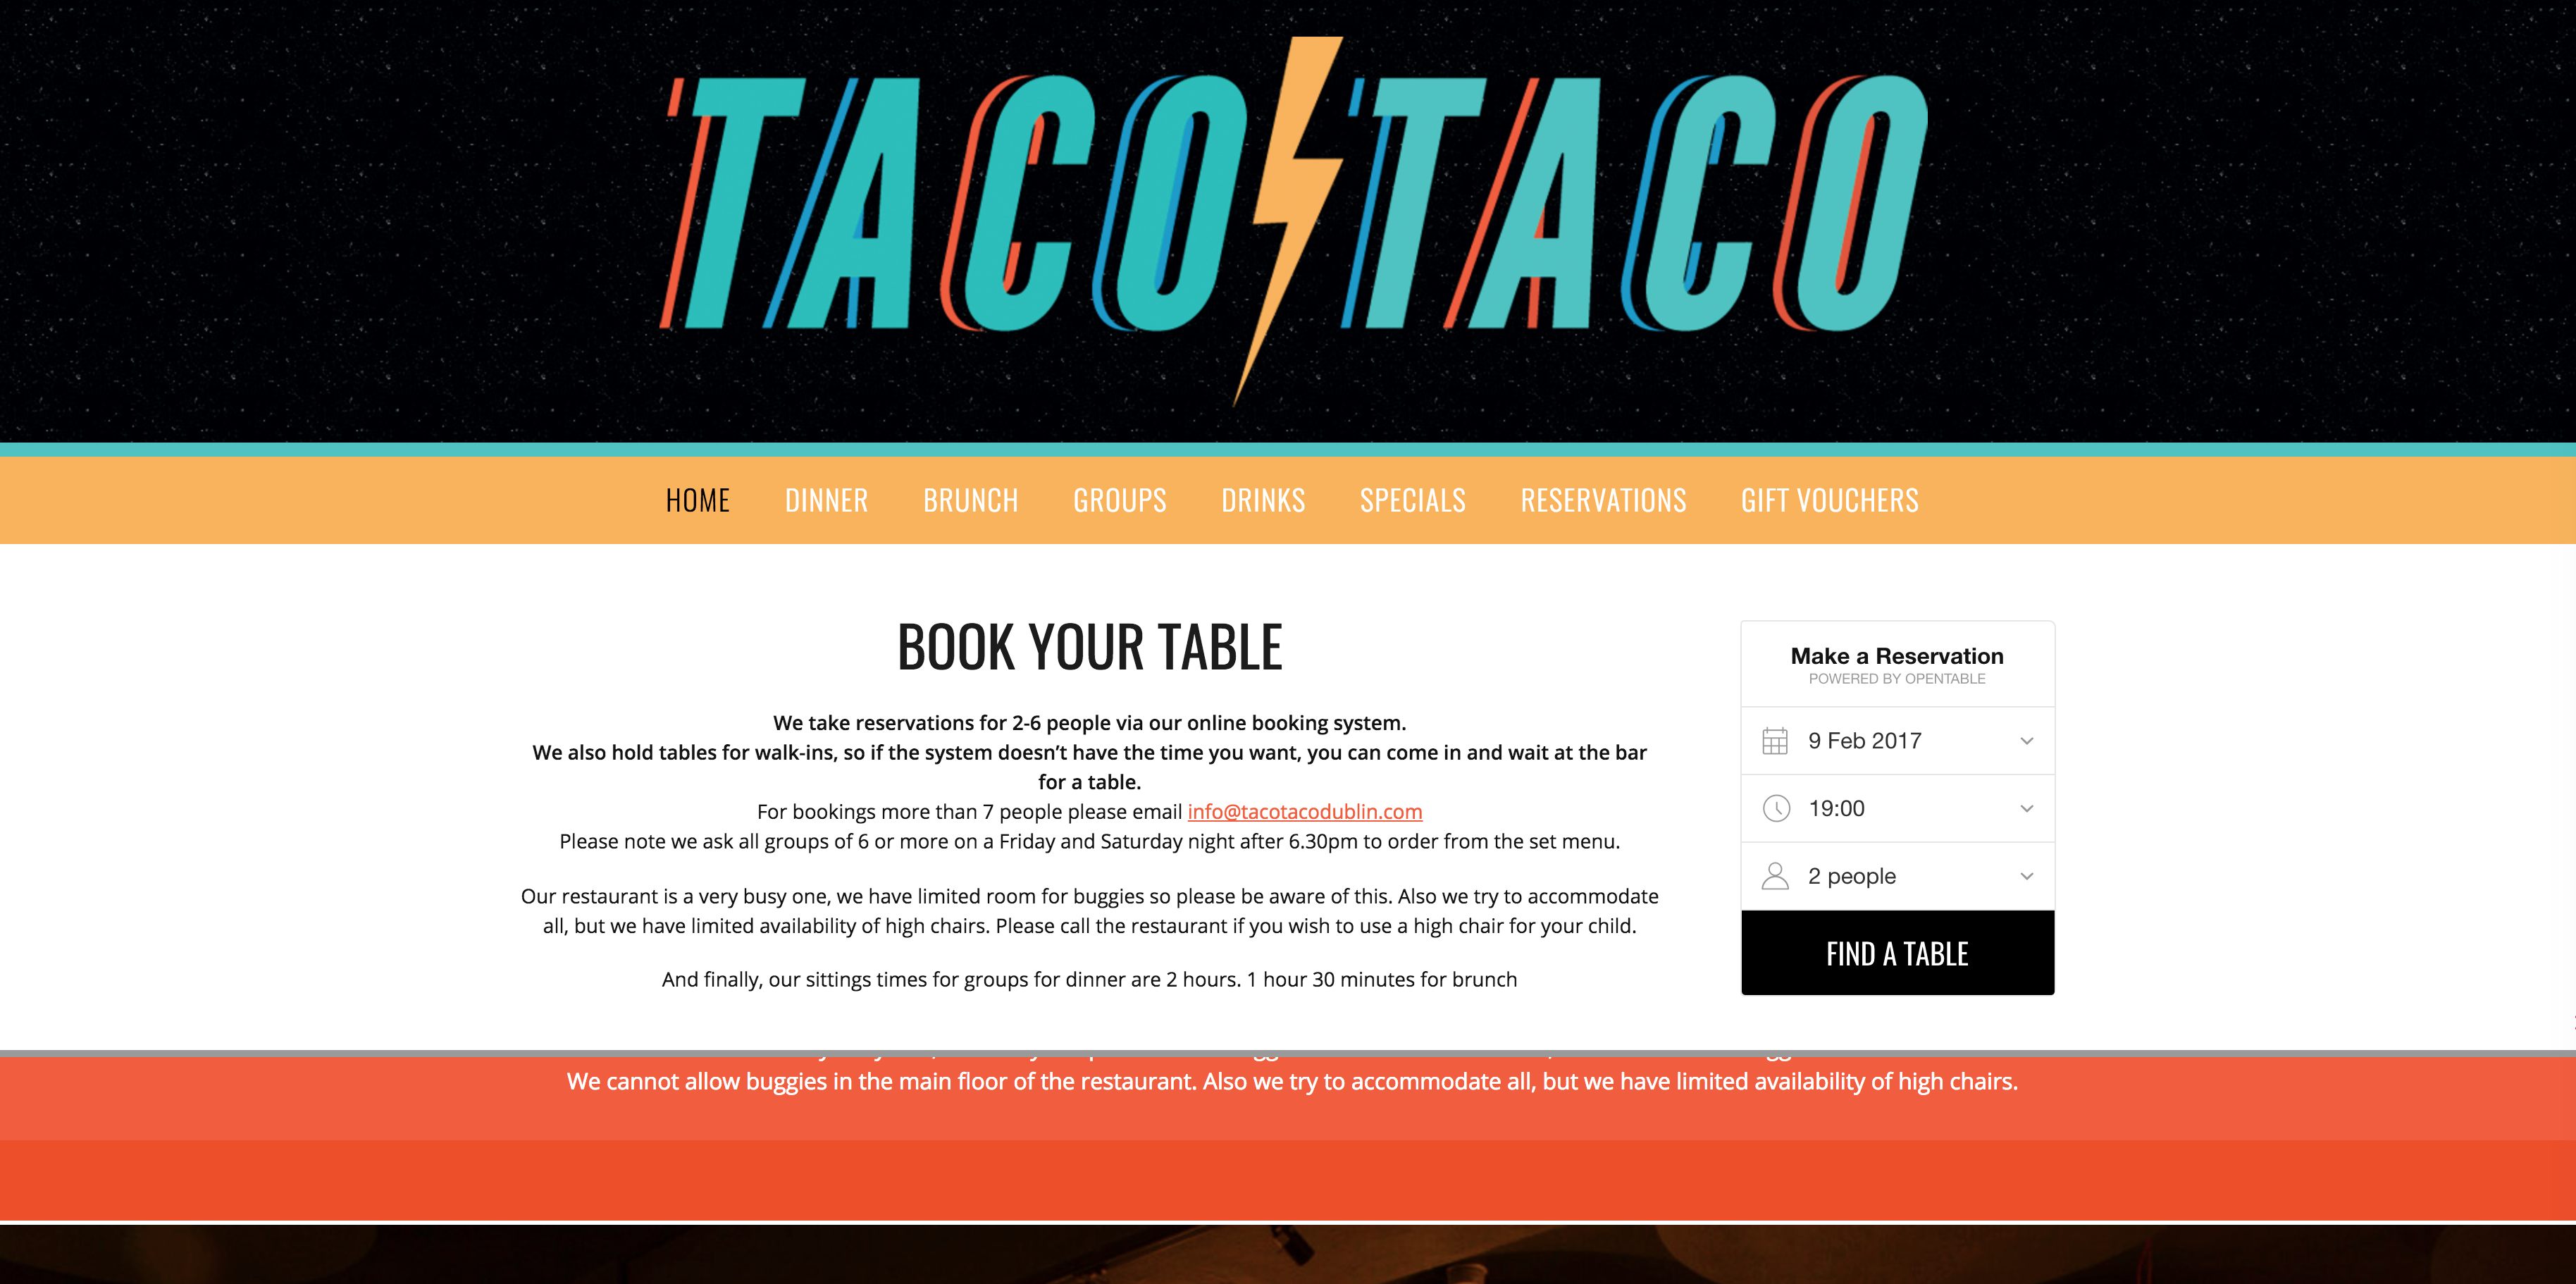 TACO TACO
HOME DINNER BRUNCH GROUPS DRINKS SPECIALS RESERVATIONS GIFT VOUCHERS
BOOK YOUR TABLE
We take reservations for 2-6 people via our online booking system.
We also hold tables for walk-ins, so if the system doesn’t have the time you want, you can come in and wait at the bar
for a table.
For bookings more than 7 people please email info@tacotacodublin.com
Please note we ask all groups of 6 or more on a Friday and Saturday night after 6.30pm to order from the set menu.
Our restaurant is a very busy one, we have limited room for buggies so please be aware of this. Also we try to accommodate
all, but we have limited availability of high chairs. Please call the restaurant if you wish to use a high chair for your child.
And finally, our sittings times for groups for dinner are 2 hours. 1 hour 30 minutes for brunch
Make a Reservation
POWERED BY OPENTABLE
9 Feb 2017
19:00
2 people
FIND A TABLE
We cannot allow buggies in the main floor of the restaurant. Also we try to accommodate all, but we have limited availability of high chairs.